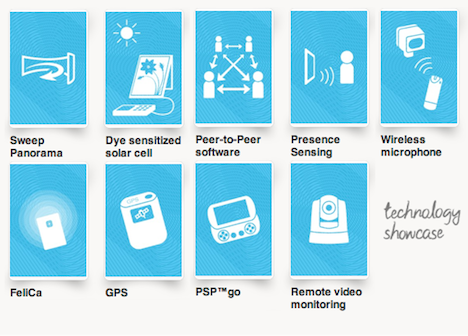 Sweep
Panorama
Dye sensitized
solar cell
Peer-to-Peer
software
Presence
Sensing
Wireless
microphone
GPS
FeliCa
GPS
PSP™go
Remote video
monitoring
technology
showcase